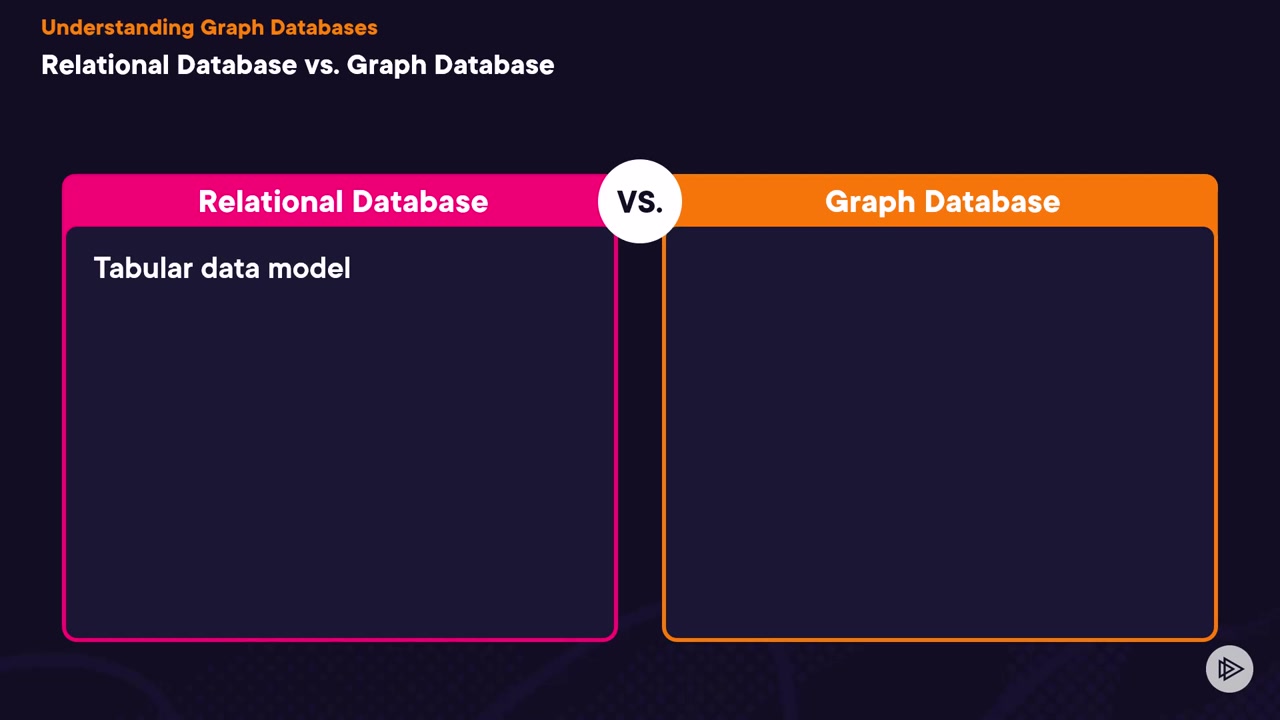 Understanding Graph Databases
Relational Database vs. Graph Database
Relational Database
VS.
Graph Database
Tabular data model